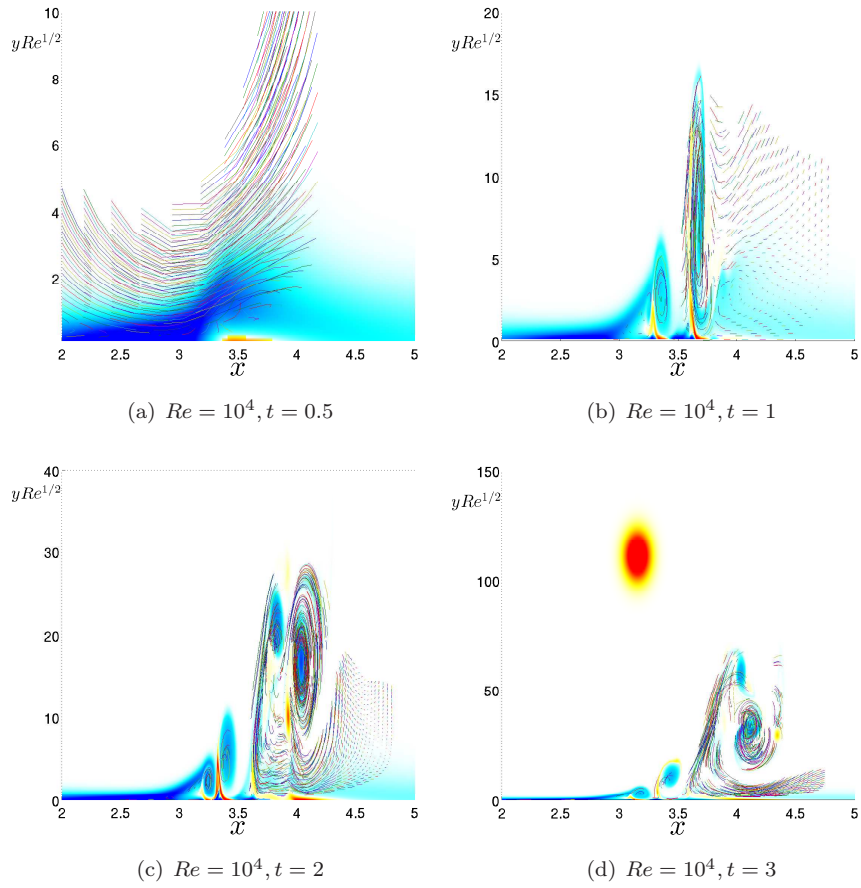 10
yRe^{1/2}
8
6
4
2
2 2.5 3 3.5 4 4.5 5
x
(a) Re = 10^4, t = 0.5
20
yRe^{1/2}
15
10
5
0
2 2.5 3 3.5 4 4.5 5
x
(b) Re = 10^4, t = 1
40
yRe^{1/2}
30
20
10
0
2 2.5 3 3.5 4 4.5 5
x
(c) Re = 10^4, t = 2
150
yRe^{1/2}
100
50
0
2 2.5 3 3.5 4 4.5 5
x
(d) Re = 10^4, t = 3